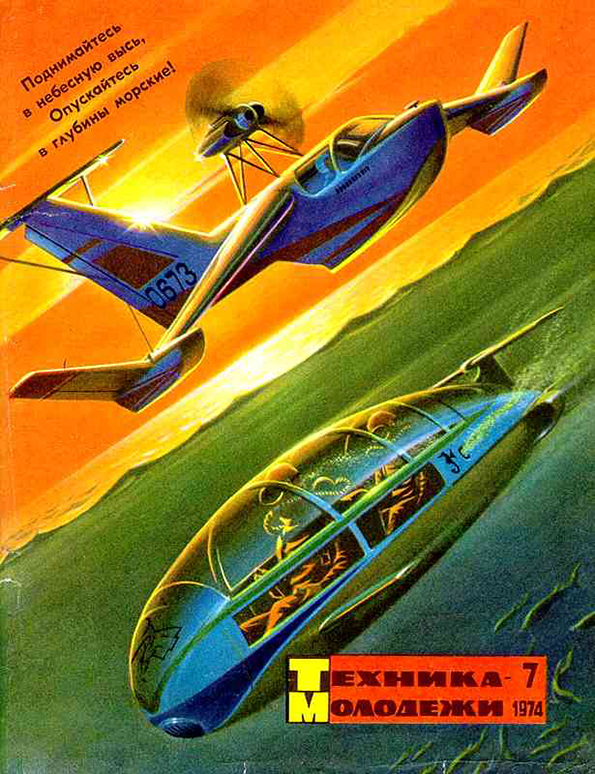 Поднимайтесь
в небесную высь,
Опускайтесь
в глубины морские!
0673
Техника- 7
Молодежи 1974